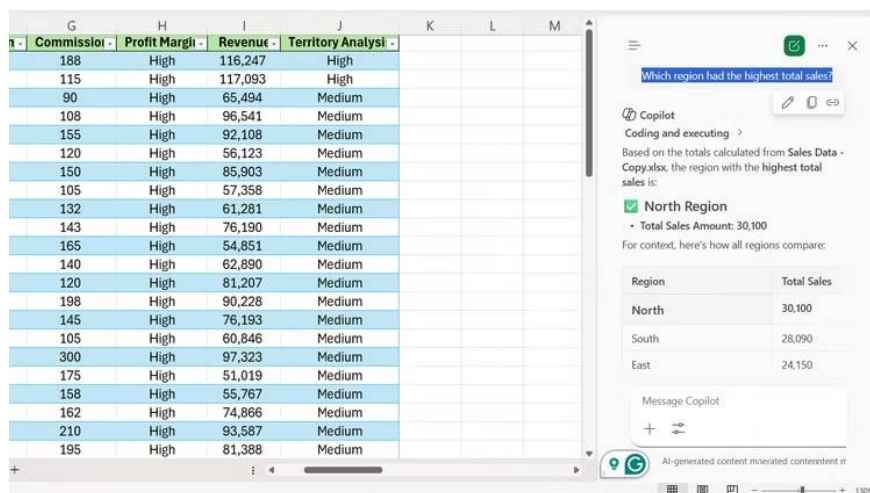 G H I J K L M
Commission Profit Margin Revenue Territory Analysis
188 High 116,247 High
115 High 117,093 High
90 High 65,494 Medium
108 High 96,541 Medium
155 High 92,108 Medium
120 High 56,123 Medium
150 High 85,903 Medium
105 High 57,358 Medium
132 High 61,281 Medium
143 High 76,190 Medium
165 High 54,851 Medium
140 High 62,890 Medium
120 High 81,207 Medium
198 High 90,228 Medium
145 High 76,193 Medium
105 High 60,846 Medium
300 High 97,323 Medium
175 High 51,019 Medium
158 High 55,767 Medium
162 High 74,866 Medium
210 High 93,587 Medium
195 High 81,388 Medium
Which region had the highest total sales?
Copilot
Coding and executing >
Based on the totals calculated from Sales Data -
Copy.xlsx, the region with the highest total
sales is:
✅ North Region
• Total Sales Amount: 30,100
For context, here's how all regions compare:
Region Total Sales
North 30,100
South 28,090
East 24,150
Message Copilot
AI-generated content
130%